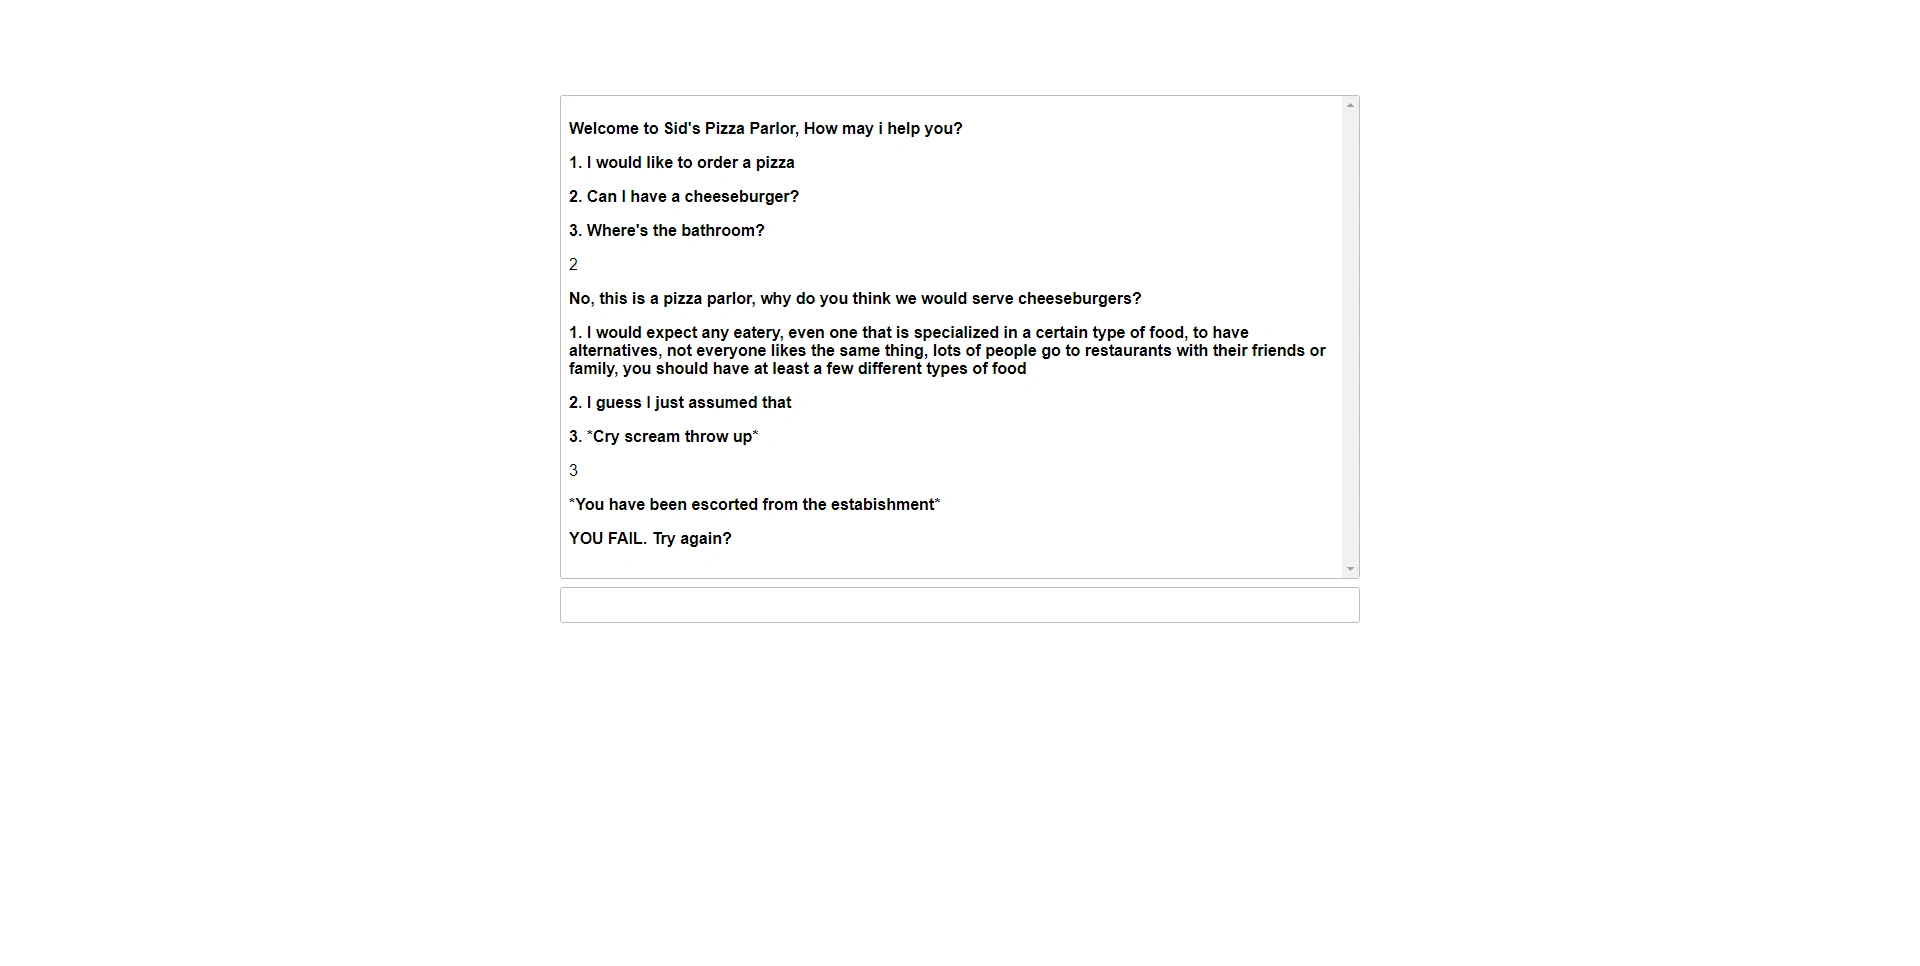 Welcome to Sid's Pizza Parlor, How may i help you?
1. I would like to order a pizza
2. Can I have a cheeseburger?
3. Where's the bathroom?
2
No, this is a pizza parlor, why do you think we would serve cheeseburgers?
1. I would expect any eatery, even one that is specialized in a certain type of food, to have
alternatives, not everyone likes the same thing, lots of people go to restaurants with their friends or
family, you should have at least a few different types of food
2. I guess I just assumed that
3. *Cry scream throw up*
3
*You have been escorted from the estabishment*
YOU FAIL. Try again?